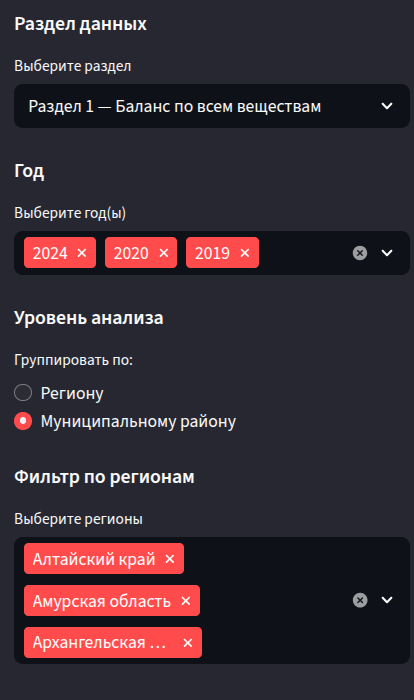 Раздел данных
Выберите раздел
Раздел 1 — Баланс по всем веществам
Год
Выберите год(ы)
2024 2020 2019
Уровень анализа
Группировать по:
Региону
Муниципальному району
Фильтр по регионам
Выберите регионы
Алтайский край
Амурская область
Архангельская ...